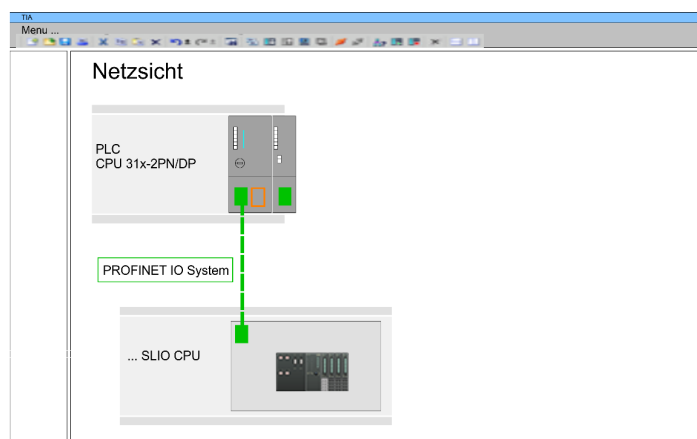 TIA
Menu ...
Netzsicht
PLC
CPU 31x-2PN/DP
PROFINET IO System
... SLIO CPU